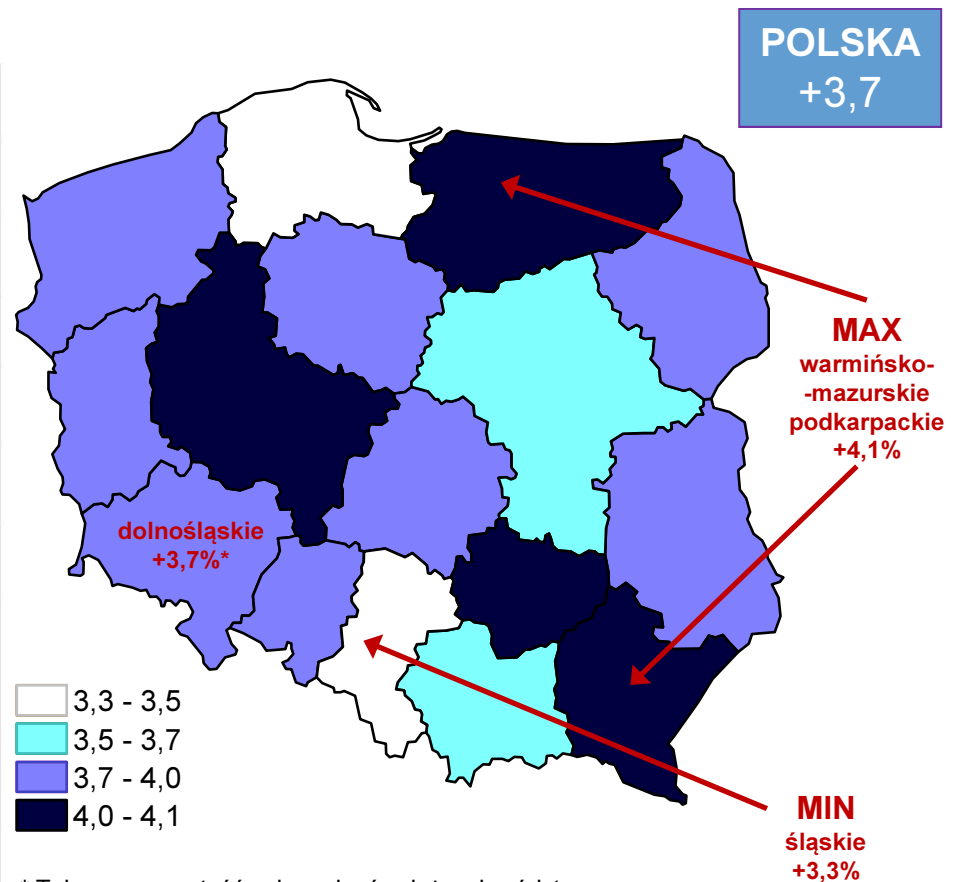 POLSKA
+3,7
MAX
warmińsko-
-mazurskie
podkarpackie
+4,1%
dolnośląskie
+3,7%*
3,3 - 3,5
3,5 - 3,7
3,7 - 4,0
4,0 - 4,1
MIN
śląskie
+3,3%